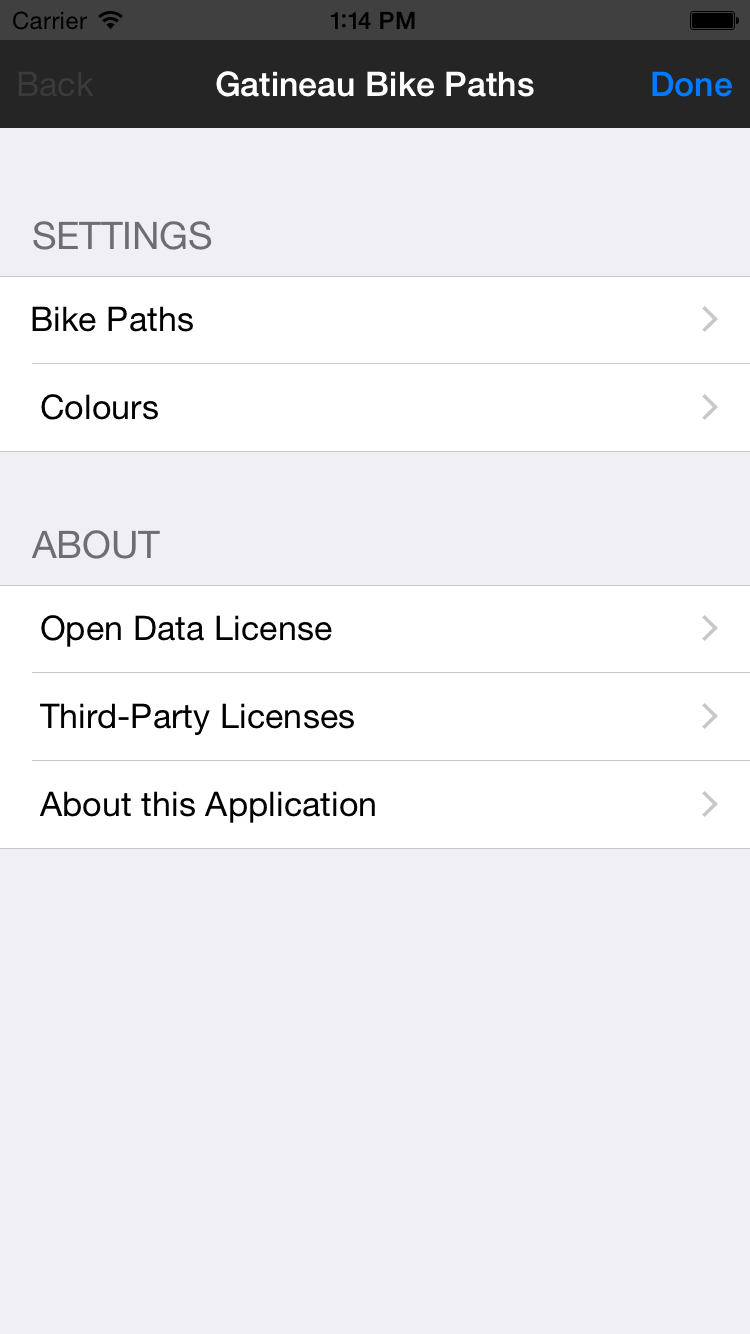 Carrier 1:14 PM
Back Gatineau Bike Paths Done
SETTINGS
Bike Paths
Colours
ABOUT
Open Data License
Third-Party Licenses
About this Application